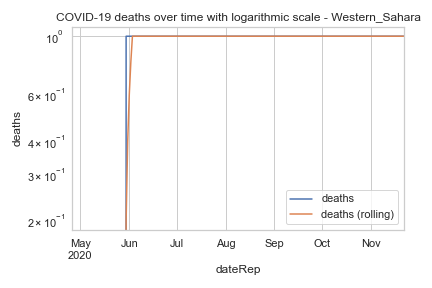 COVID-19 deaths over time with logarithmic scale - Western_Sahara
10⁰
6 × 10⁻¹
4 × 10⁻¹
3 × 10⁻¹
2 × 10⁻¹
deaths
deaths
deaths (rolling)
May Jun Jul Aug Sep Oct Nov
2020
dateRep